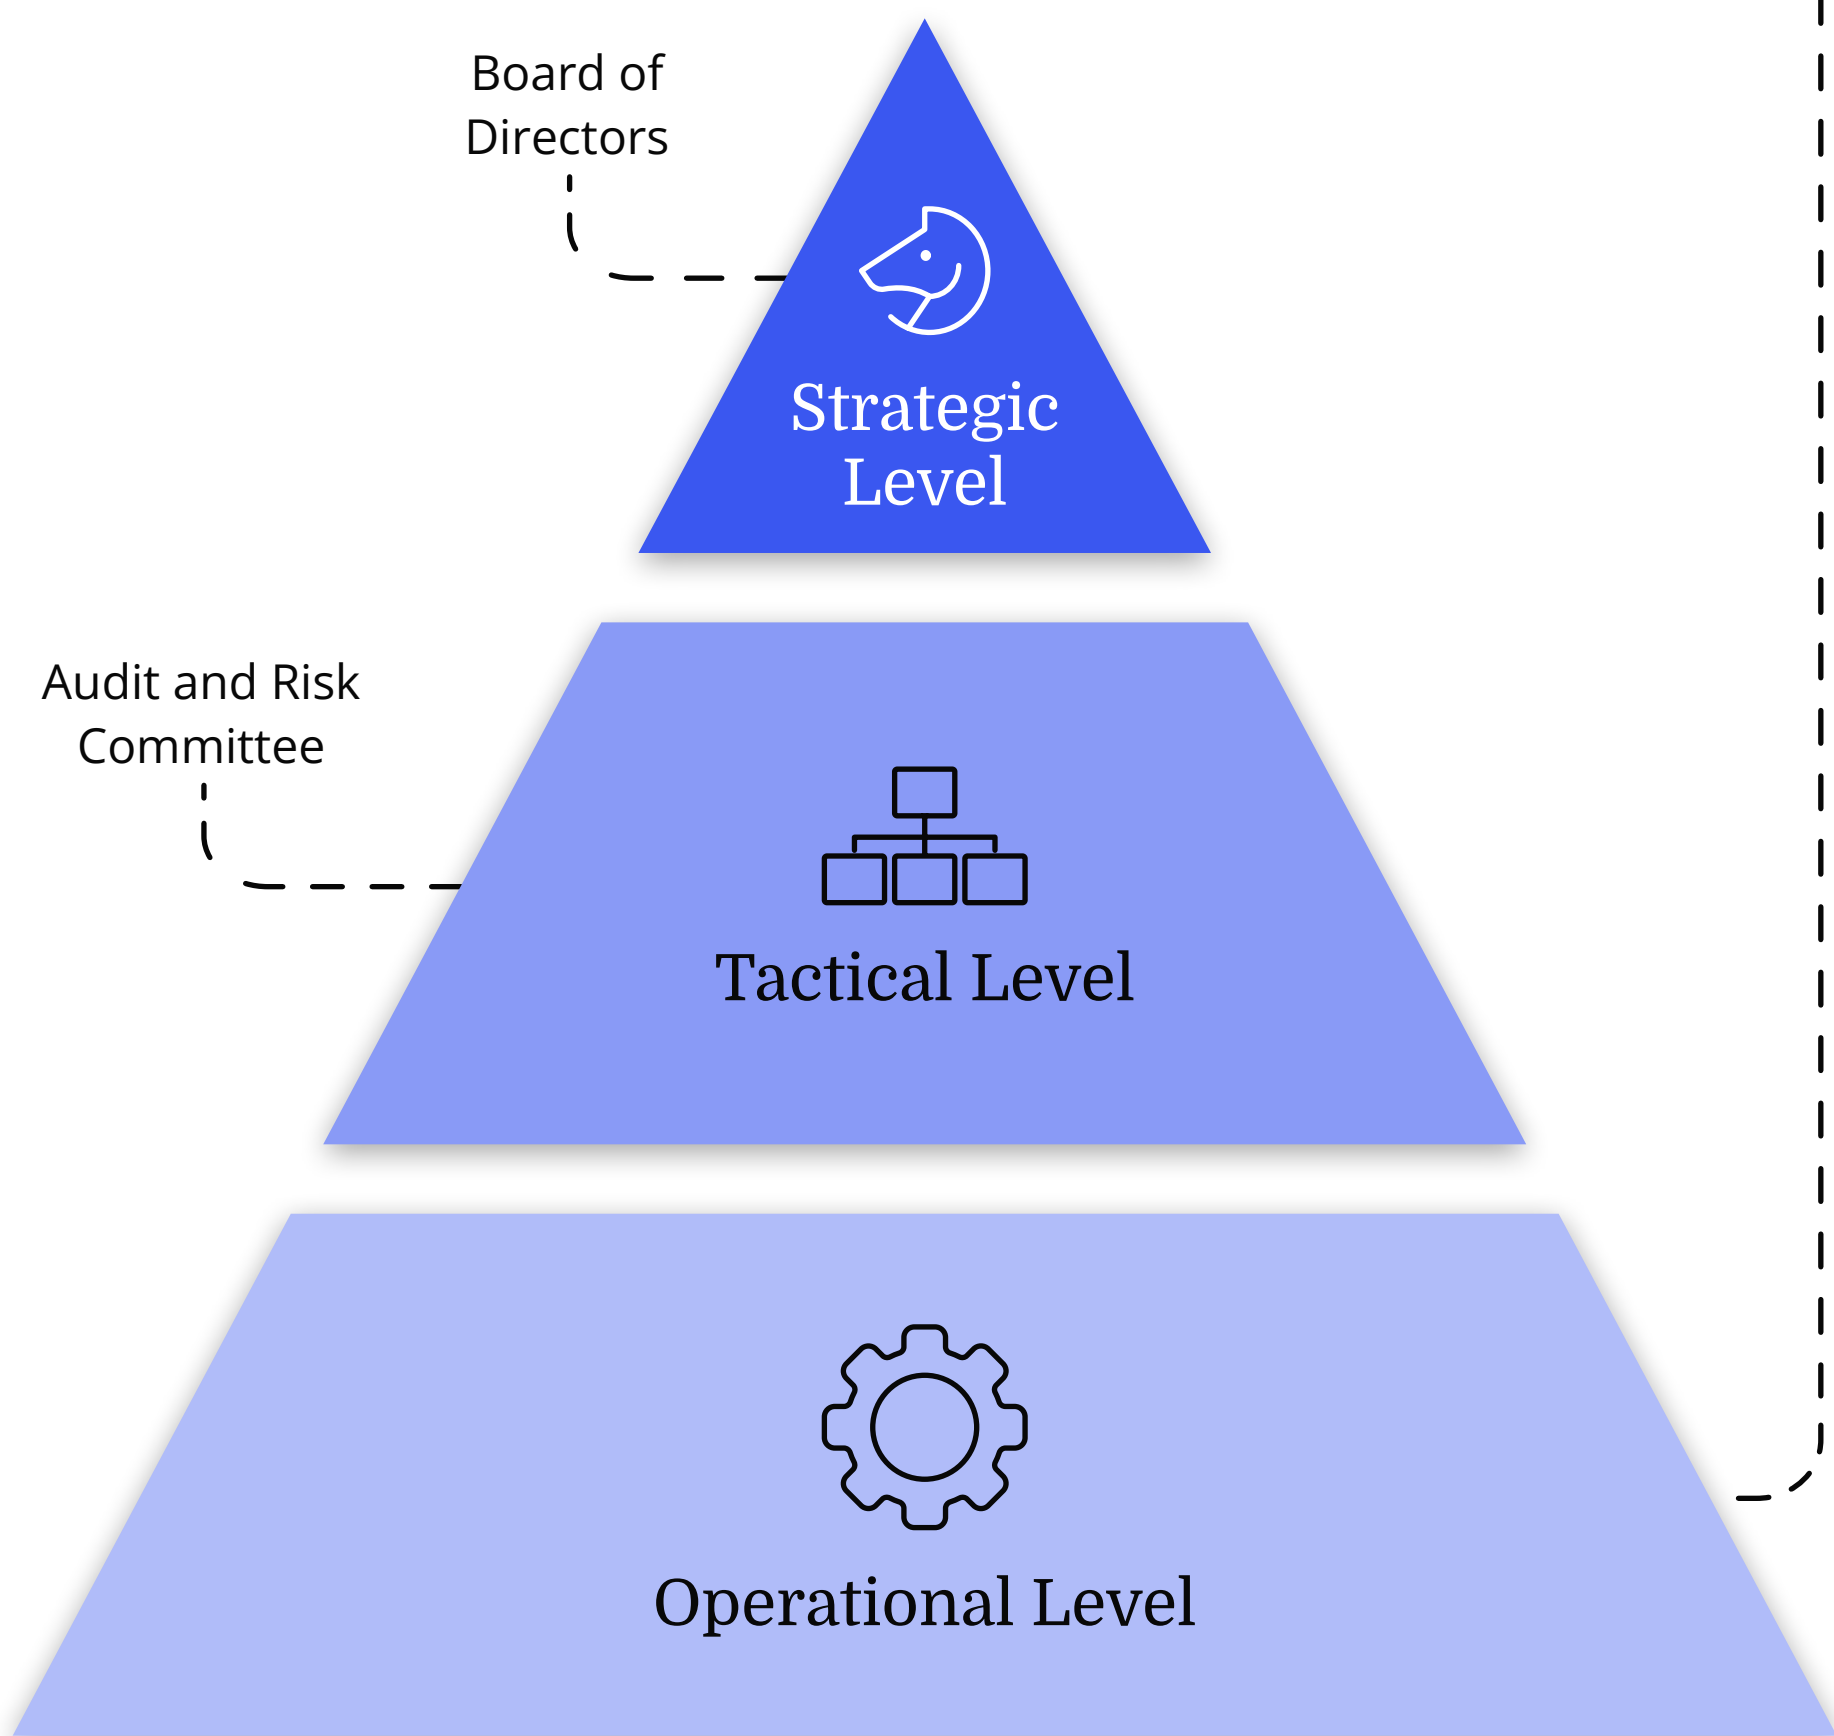 Board of
Directors
Strategic
Level
Audit and Risk
Committee
Tactical Level
Operational Level